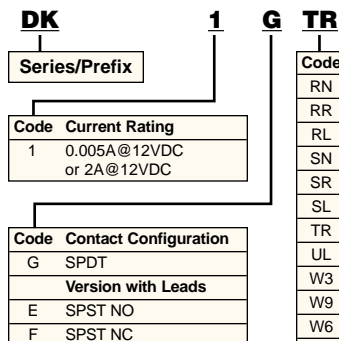 DK 1 G TR
Series/Prefix
Code Current Rating
1 0.005A@12VDC
or 2A@12VDC
Code Contact Configuration
G SPDT
Version with Leads
E SPST NO
F SPST NC
Code
RN
RR
RL
SN
SR
SL
TR
UL
W3
W9
W6